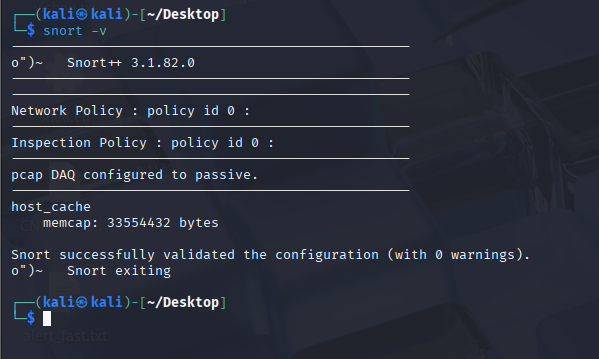 (kali㉿kali)-[~/Desktop]
$ snort -v
o")~   Snort++ 3.1.82.0
Network Policy : policy id 0 :
Inspection Policy : policy id 0 :
pcap DAQ configured to passive.
host_cache
    memcap: 33554432 bytes
Snort successfully validated the configuration (with 0 warnings).
o")~   Snort exiting
(kali㉿kali)-[~/Desktop]
$
alert_fast.txt